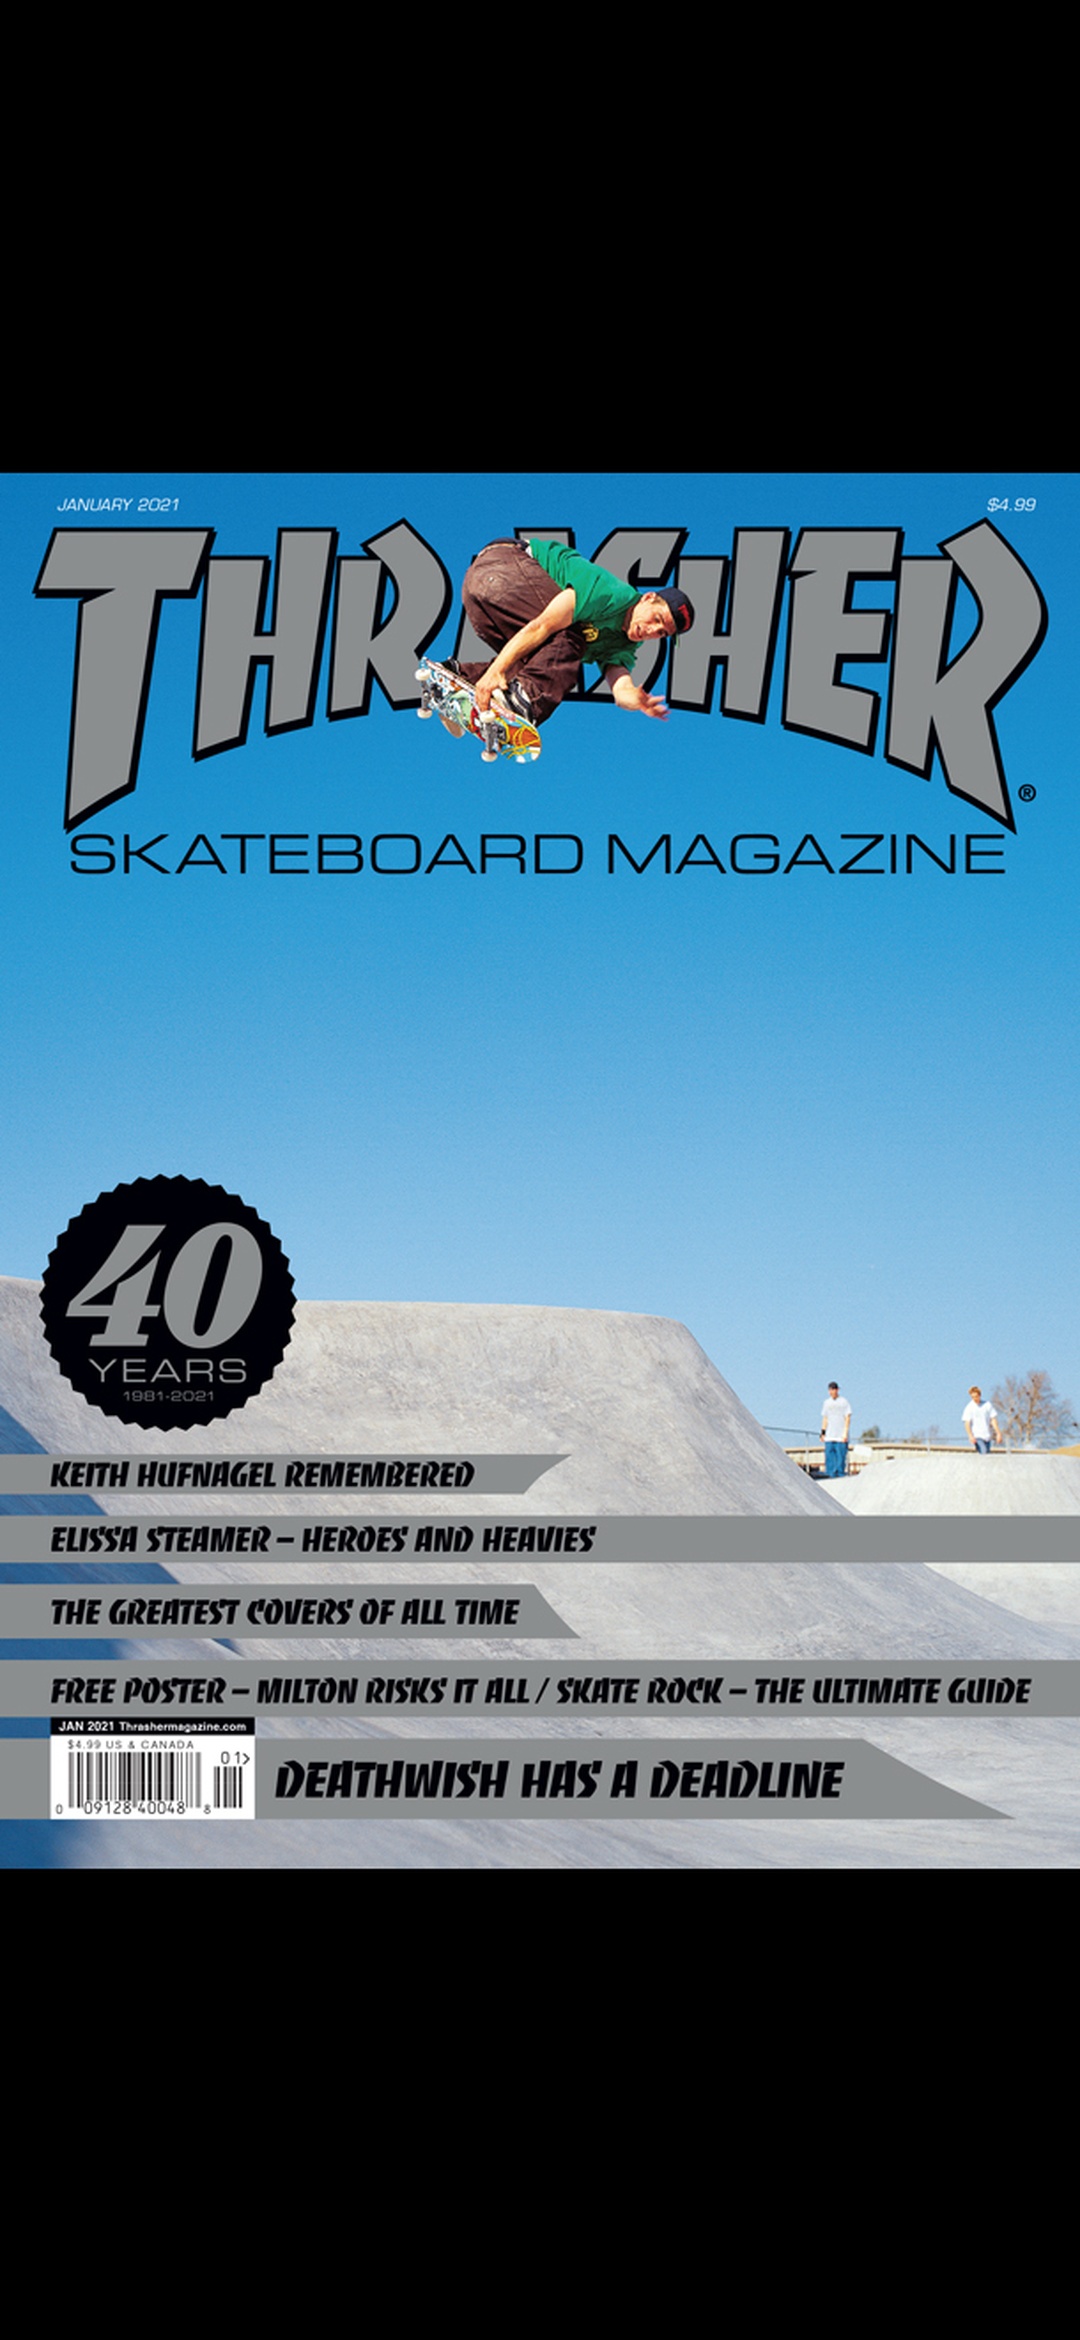 JANUARY 2021
$4.99
THRASHER
®
SKATEBOARD MAGAZINE
40
YEARS
1981-2021
KEITH HUFNAGEL REMEMBERED
ELISSA STEAMER – HEROES AND HEAVIES
THE GREATEST COVERS OF ALL TIME
FREE POSTER – MILTON RISKS IT ALL / SKATE ROCK – THE ULTIMATE GUIDE
JAN 2021 Thrashermagazine.com
$4.99 US & CANADA
01>
0 09128 40048 8
DEATHWISH HAS A DEADLINE